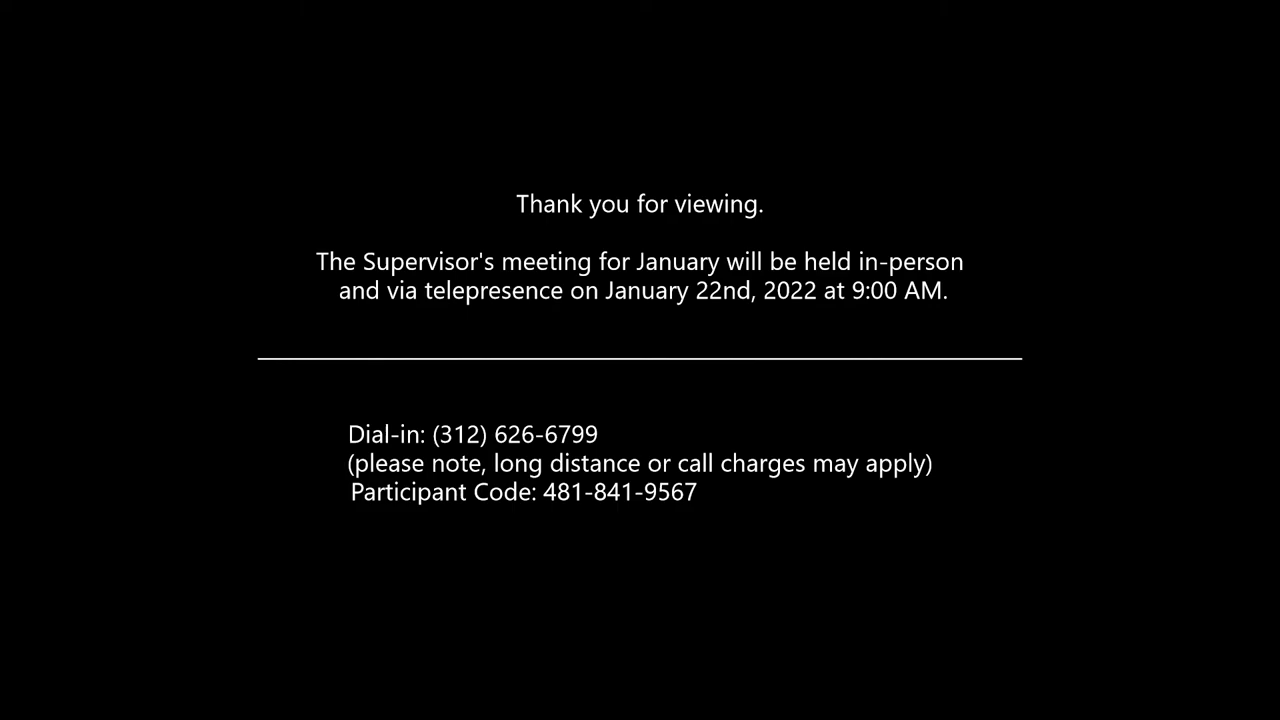 Thank you for viewing.
The Supervisor's meeting for January will be held in-person
and via telepresence on January 22nd, 2022 at 9:00 AM.
Dial-in: (312) 626-6799
(please note, long distance or call charges may apply)
Participant Code: 481-841-9567